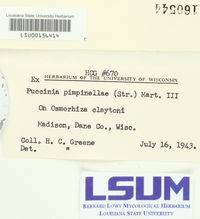 1605544
Louisiana State University Herbarium
LSU00156414
HCG #670
Ex HERBARIUM OF THE UNIVERSITY OF WISCONSIN
Puccinia pimpinellae (Str.) Mart. III
On Osmorhiza claytoni
Madison, Dane Co., Wisc.
Coll. H. C. Greene July 16, 1943.
Det. "
LSUM
BERNARD LOWY MYCOLOGICAL HERBARIUM
LOUISIANA STATE UNIVERSITY